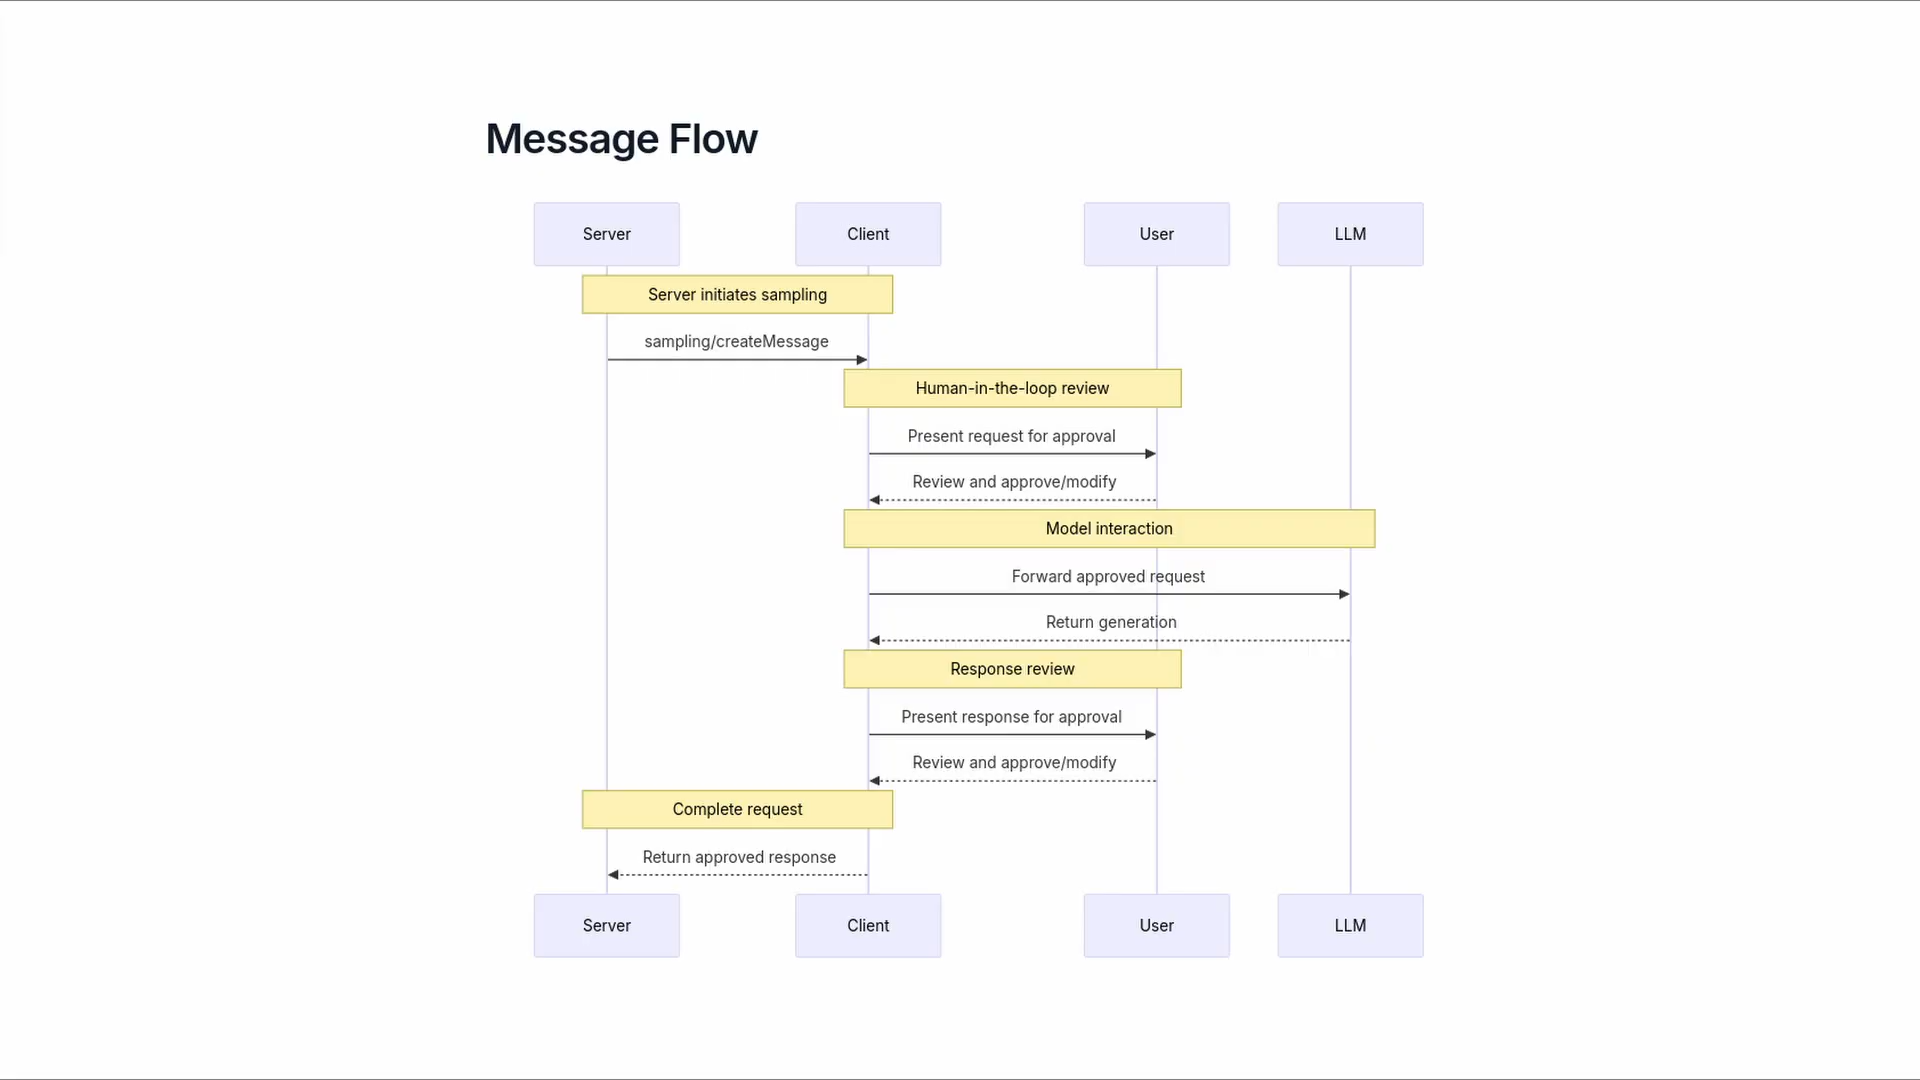 Message Flow
Server
Client
User
LLM
Server initiates sampling
sampling/createMessage
Human-in-the-loop review
Present request for approval
Review and approve/modify
Model interaction
Forward approved request
Return generation
Response review
Present response for approval
Review and approve/modify
Complete request
Return approved response
Server
Client
User
LLM